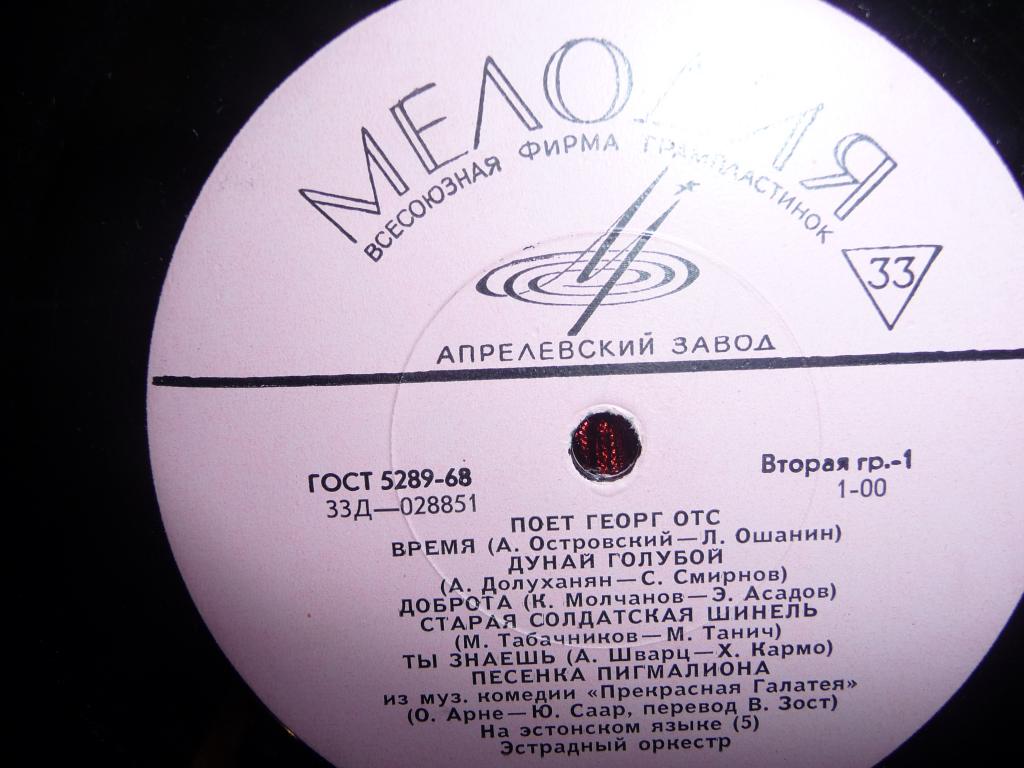 МЕЛОДИЯ
ВСЕСОЮЗНАЯ ФИРМА ГРАМПЛАСТИНОК
33
АПРЕЛЕВСКИЙ ЗАВОД
ГОСТ 5289-68
33Д—028851
Вторая гр.-1
1-00
ПОЕТ ГЕОРГ ОТС
ВРЕМЯ (А. Островский—Л. Ошанин)
ДУНАЙ ГОЛУБОЙ
(А. Долуханян—С. Смирнов)
ДОБРОТА (К. Молчанов—Э. Асадов)
СТАРАЯ СОЛДАТСКАЯ ШИНЕЛЬ
(М. Табачников—М. Танич)
ТЫ ЗНАЕШЬ (А. Шварц—Х. Кармо)
ПЕСЕНКА ПИГМАЛИОНА
из муз. комедии «Прекрасная Галатея»
(О. Арне—Ю. Саар, перевод В. Зост)
На эстонском языке (5)
Эстрадный оркестр